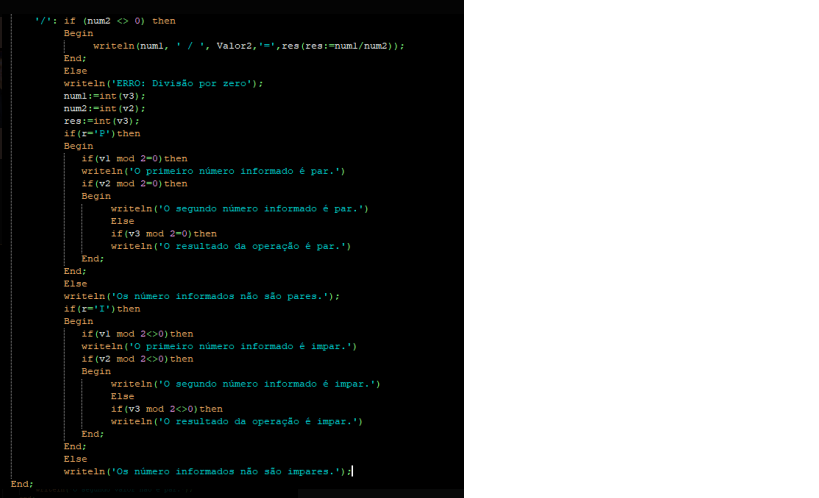 '/': if (num2 <> 0) then
Begin
writeln(num1, ' / ', Valor2,'=',res(res:=num1/num2));
End;
Else
writeln('ERRO: Divisão por zero');
num1:=int(v3);
num2:=int(v2);
res:=int(v3);
if(r='P')then
Begin
if(v1 mod 2=0)then
writeln('O primeiro número informado é par.')
if(v2 mod 2=0)then
Begin
writeln('O segundo número informado é par.')
Else
if(v3 mod 2=0)then
writeln('O resultado da operação é par.')
End;
End;
Else
writeln('Os número informados não são pares.');
if(r='I')then
Begin
if(v1 mod 2<>0)then
writeln('O primeiro número informado é impar.')
if(v2 mod 2<>0)then
Begin
writeln('O segundo número informado é impar.')
Else
if(v3 mod 2<>0)then
writeln('O resultado da operação é impar.')
End;
End;
Else
writeln('Os número informados não são impares.');
End;